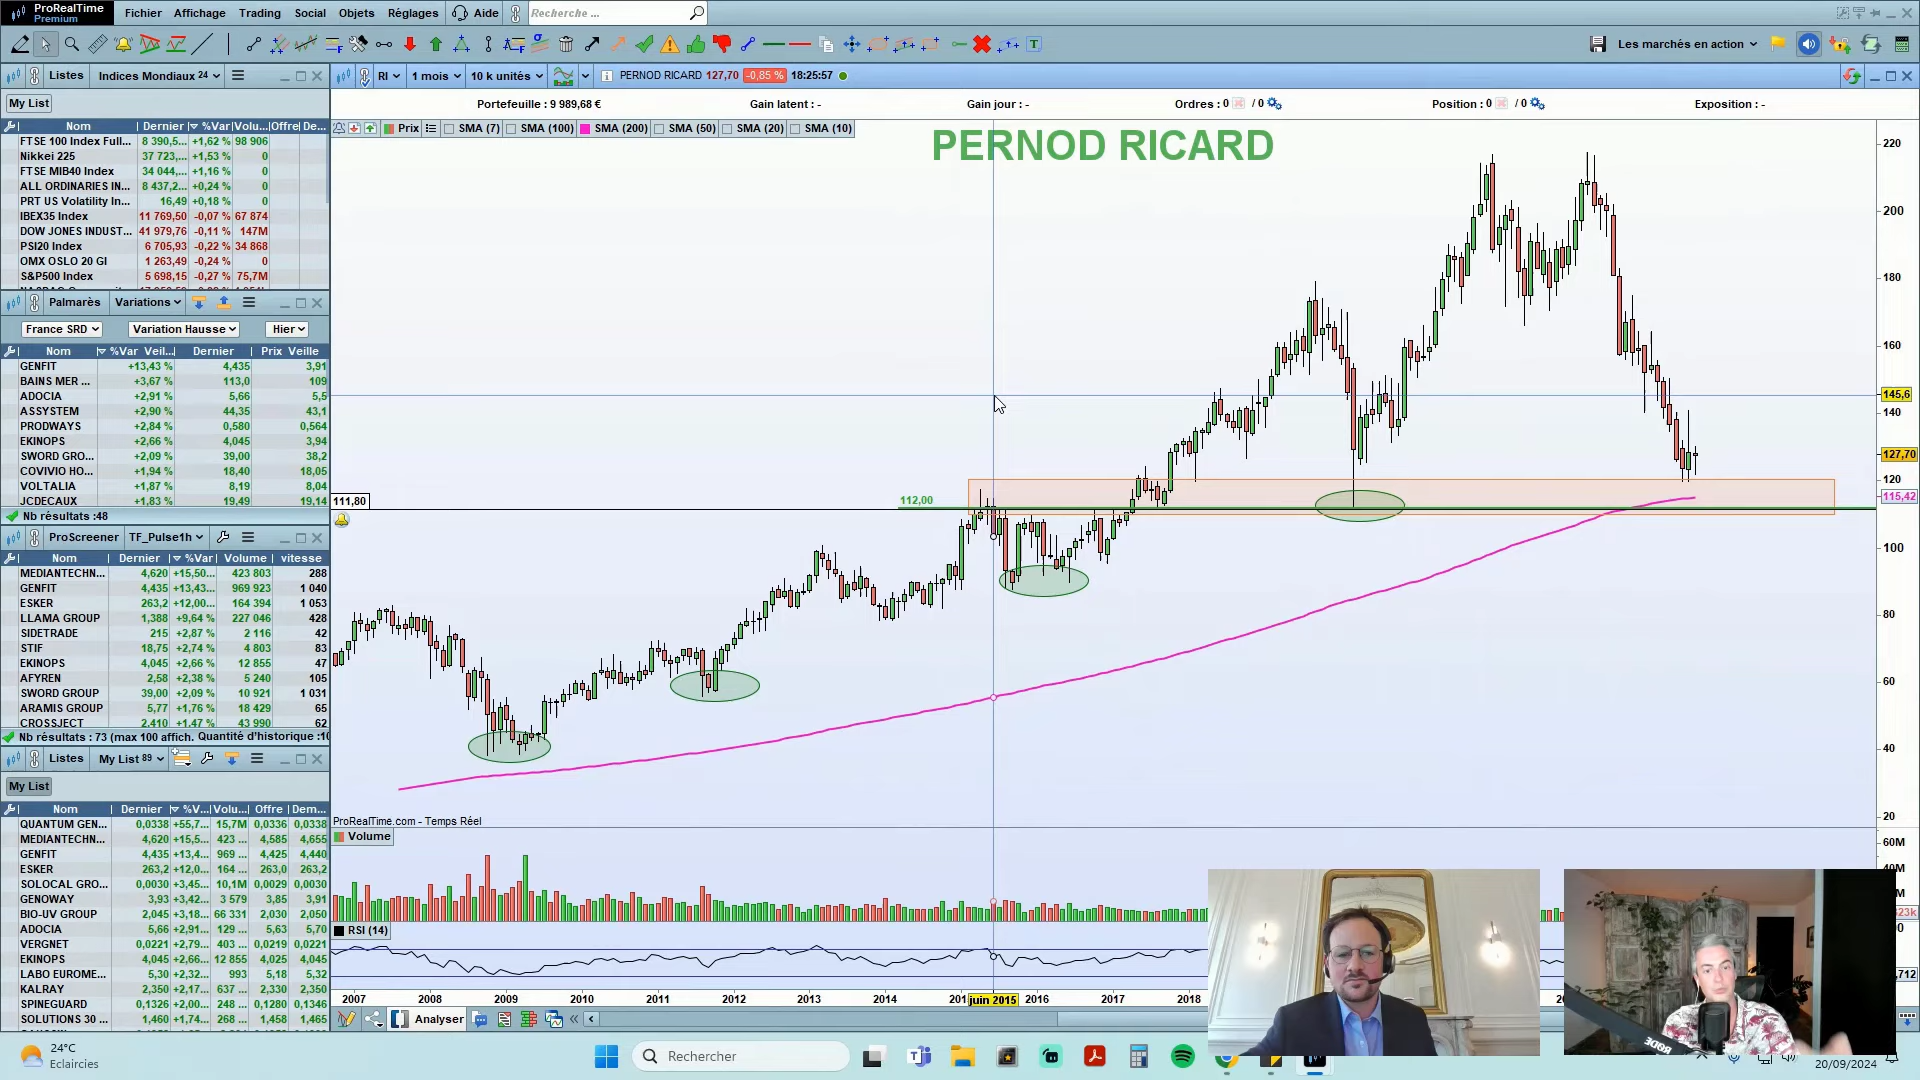 ProRealTime
Premium
Fichier Affichage Trading Social Objets Réglages Aide Recherche ...
Les marchés en action
Listes Indices Mondiaux 24
RI 1 mois 10 k unités PERNOD RICARD 127,70 -0,85 % 18:25:57
My List
Portefeuille : 9 989,68 € Gain latent : - Gain jour : - Ordres : 0 / 0 Position : 0 / 0 Exposition : -
Nom Dernier %Var Volu... Offre De...
FTSE 100 Index Full... 8 390,5... +1,62 % 98 906
Nikkei 225 37 723,... +1,53 % 0
FTSE MIB40 Index 34 044,... +1,16 % 0
ALL ORDINARIES IN... 8 437,2... +0,24 % 0
PRT US Volatility In... 16,49 +0,18 % 0
IBEX35 Index 11 769,50 -0,07 % 67 874
DOW JONES INDUST... 41 979,76 -0,11 % 147M
PSI20 Index 6 705,93 -0,22 % 34 868
OMX OSLO 20 GI 1 263,49 -0,24 % 0
S&P500 Index 5 698,15 -0,27 % 75,7M
Palmarès Variations
France SRD Variation Hausse Hier
Nom %Var Veil... Dernier Prix Veille
GENFIT +13,43 % 4,435 3,91
BAINS MER ... +3,67 % 113,0 109
ADOCIA +2,91 % 5,66 5,5
ASSYSTEM +2,90 % 44,35 43,1
PRODWAYS +2,84 % 0,580 0,564
EKINOPS +2,66 % 4,045 3,94
SWORD GRO... +2,09 % 39,00 38,2
COVIVIO HO... +1,94 % 18,40 18,05
VOLTALIA +1,87 % 8,19 8,04
JCDECAUX +1,83 % 19,49 19,14
Nb résultats :48
ProScreener TF_Pulse1h
Nom Dernier %Var Volume vitesse
MEDIANTECHN... 4,620 +15,50... 423 803 288
GENFIT 4,435 +13,43... 969 923 1 040
ESKER 263,2 +12,00... 164 394 1 053
LLAMA GROUP 1,388 +9,64 % 227 046 428
SIDETRADE 215 +2,87 % 2 116 42
STIF 18,75 +2,74 % 4 803 83
EKINOPS 4,045 +2,66 % 12 855 47
AFYREN 2,58 +2,38 % 5 240 105
SWORD GROUP 39,00 +2,09 % 10 921 1 031
ARAMIS GROUP 5,77 +1,76 % 18 429 65
CROSSJECT 2,410 +1,47 % 43 990 62
Nb résultats : 73 (max 100 affich. Quantité d'historique :10
Listes My List 89
My List
Nom Dernier %V... Volu... Offre Dem...
QUANTUM GEN... 0,0338 +55,7... 15,7M 0,0336 0,0338
MEDIANTECHN... 4,620 +15,5... 423 ... 4,585 4,655
GENFIT 4,435 +13,4... 969 ... 4,425 4,440
ESKER 263,2 +12,0... 164 ... 263,0 263,2
SOLOCAL GRO... 0,0030 +3,45... 10,1M 0,0029 0,0030
GENOWAY 3,93 +3,42... 3 579 3,85 3,91
BIO-UV GROUP 2,045 +3,18... 66 331 2,030 2,050
ADOCIA 5,66 +2,91... 129 ... 5,63 5,70
VERGNET 0,0221 +2,79... 403 ... 0,0219 0,0221
EKINOPS 4,045 +2,66... 12 855 4,025 4,045
LABO EUROME... 5,30 +2,32... 993 5,18 5,32
KALRAY 2,350 +2,17... 637 ... 2,330 2,350
SPINEGUARD 0,1326 +2,00... 248 ... 0,1280 0,1346
SOLUTIONS 30 ... 1,460 +1,74... 268 ... 1,458 1,465
Prix SMA (7) SMA (100) SMA (200) SMA (50) SMA (20) SMA (10)
PERNOD RICARD
220
200
180
160
145,6
140
127,70
120
115,42
100
80
60
40
20
111,80
112,00
ProRealTime.com - Temps Réel
Volume
60M
RSI (14)
2007 2008 2009 2010 2011 2012 2013 2014 juin 2015 2016 2017 2018
Analyser
24°C
Eclaircies
Rechercher
RØDE
20/09/2024